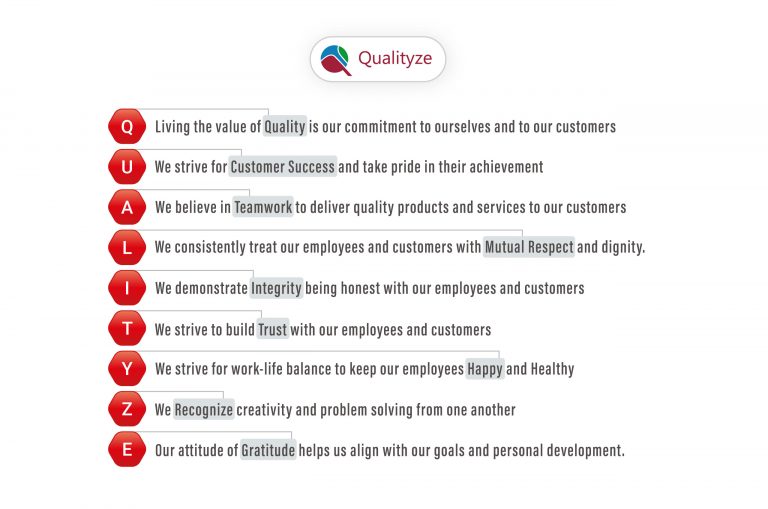 Qualityze
Q Living the value of Quality is our commitment to ourselves and to our customers
U We strive for Customer Success and take pride in their achievement
A We believe in Teamwork to deliver quality products and services to our customers
L We consistently treat our employees and customers with Mutual Respect and dignity.
I We demonstrate Integrity being honest with our employees and customers
T We strive to build Trust with our employees and customers
Y We strive for work-life balance to keep our employees Happy and Healthy
Z We Recognize creativity and problem solving from one another
E Our attitude of Gratitude helps us align with our goals and personal development.